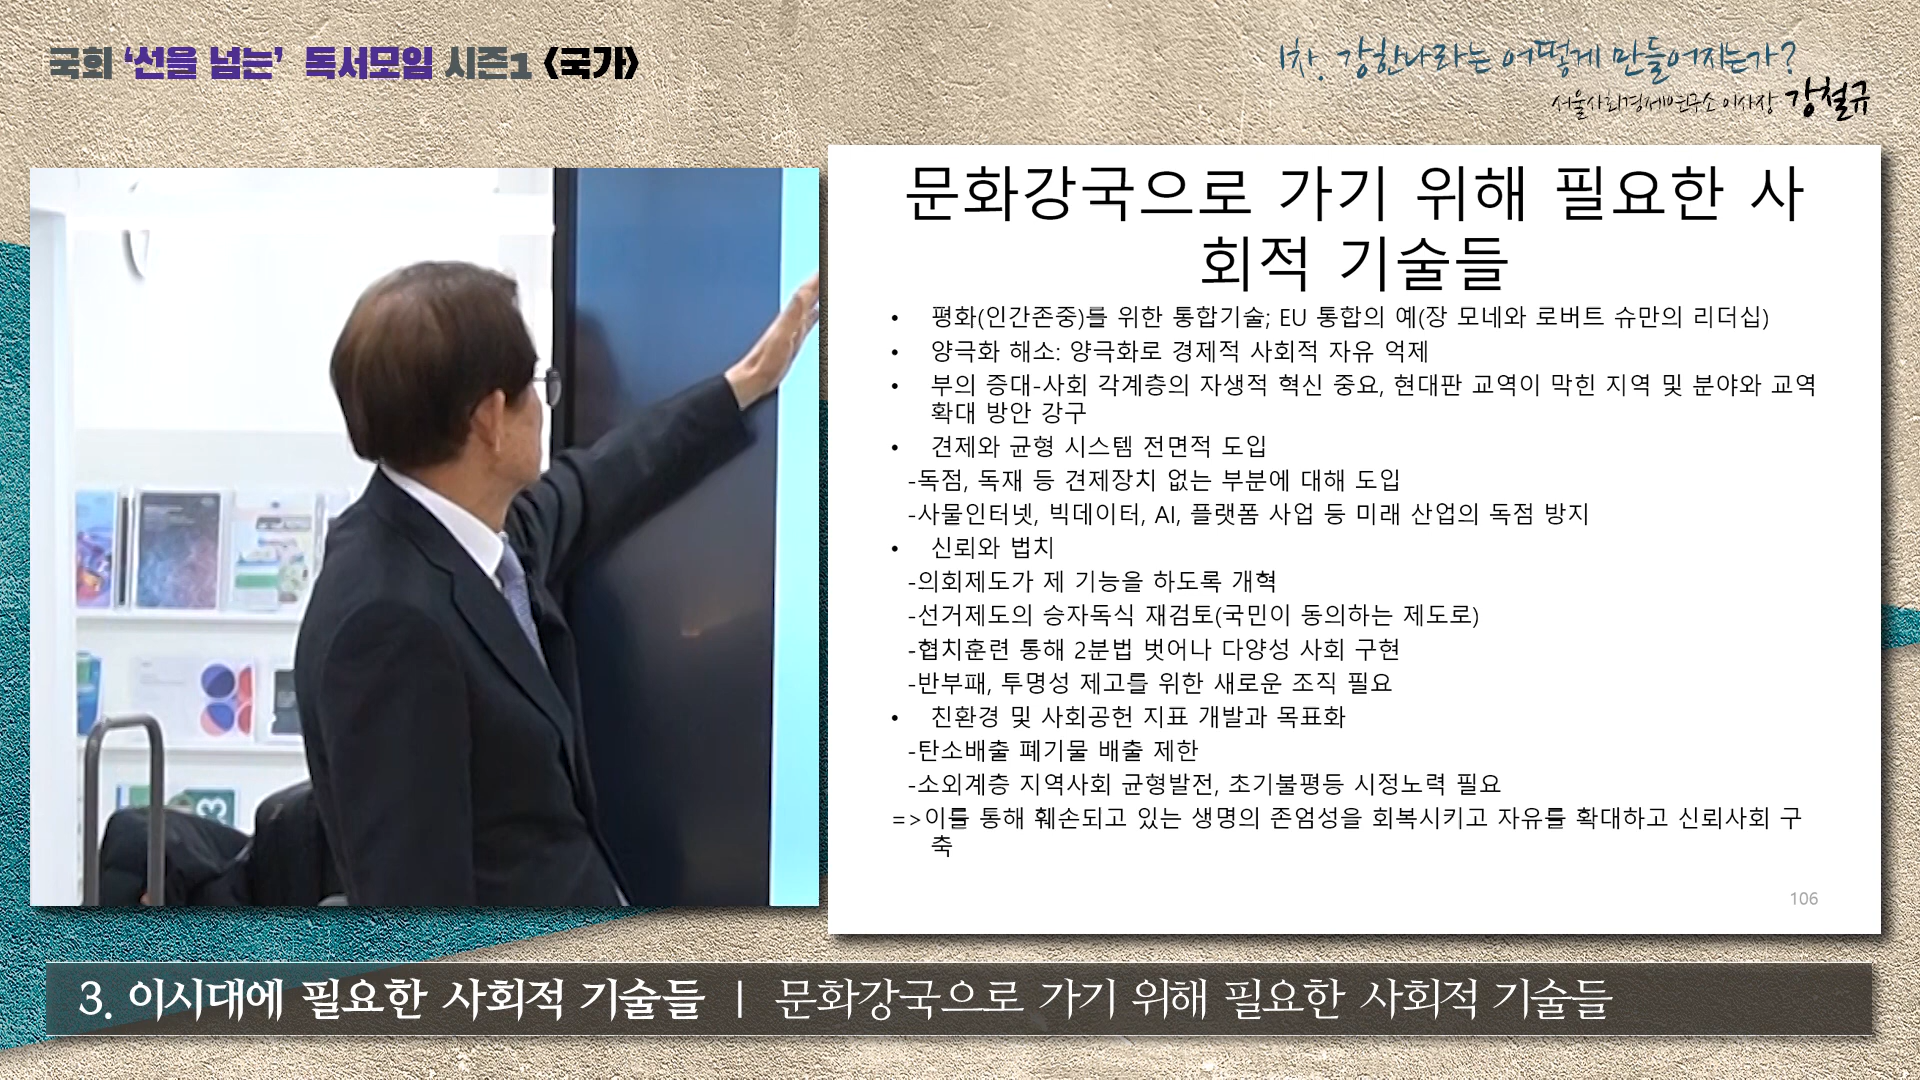 국회 ‘선을 넘는’ 독서모임 시즌1 <국가>
1차. 강한나라는 어떻게 만들어지는가?
서울사회경제연구소 이사장 강철규
문화강국으로 가기 위해 필요한 사
회적 기술들
• 평화(인간존중)를 위한 통합기술; EU 통합의 예(장 모네와 로버트 슈만의 리더십)
• 양극화 해소: 양극화로 경제적 사회적 자유 억제
• 부의 증대-사회 각계층의 자생적 혁신 중요, 현대판 교역이 막힌 지역 및 분야와 교역
확대 방안 강구
• 견제와 균형 시스템 전면적 도입
-독점, 독재 등 견제장치 없는 부분에 대해 도입
-사물인터넷, 빅데이터, AI, 플랫폼 사업 등 미래 산업의 독점 방지
• 신뢰와 법치
-의회제도가 제 기능을 하도록 개혁
-선거제도의 승자독식 재검토(국민이 동의하는 제도로)
-협치훈련 통해 2분법 벗어나 다양성 사회 구현
-반부패, 투명성 제고를 위한 새로운 조직 필요
• 친환경 및 사회공헌 지표 개발과 목표화
-탄소배출 폐기물 배출 제한
-소외계층 지역사회 균형발전, 초기불평등 시정노력 필요
=>이를 통해 훼손되고 있는 생명의 존엄성을 회복시키고 자유를 확대하고 신뢰사회 구
축
106
3. 이시대에 필요한 사회적 기술들 | 문화강국으로 가기 위해 필요한 사회적 기술들